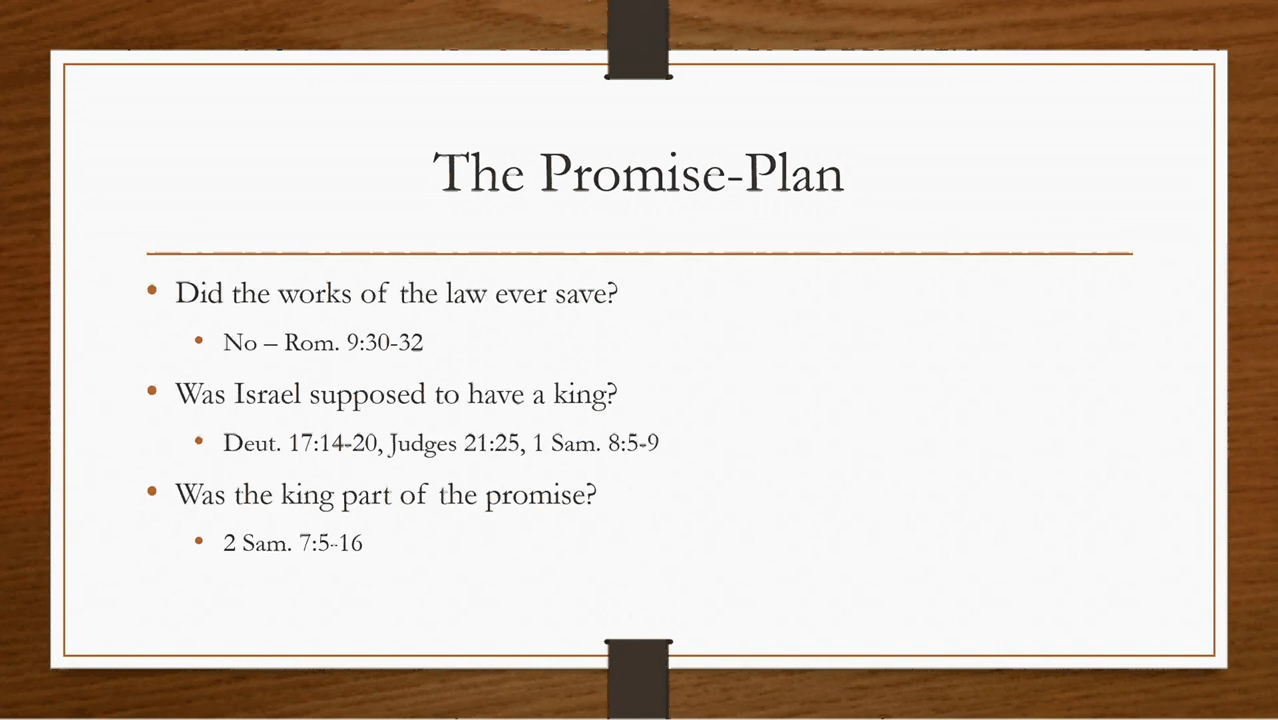 The Promise-Plan
• Did the works of the law ever save?
• No – Rom. 9:30-32
• Was Israel supposed to have a king?
• Deut. 17:14-20, Judges 21:25, 1 Sam. 8:5-9
• Was the king part of the promise?
• 2 Sam. 7:5-16